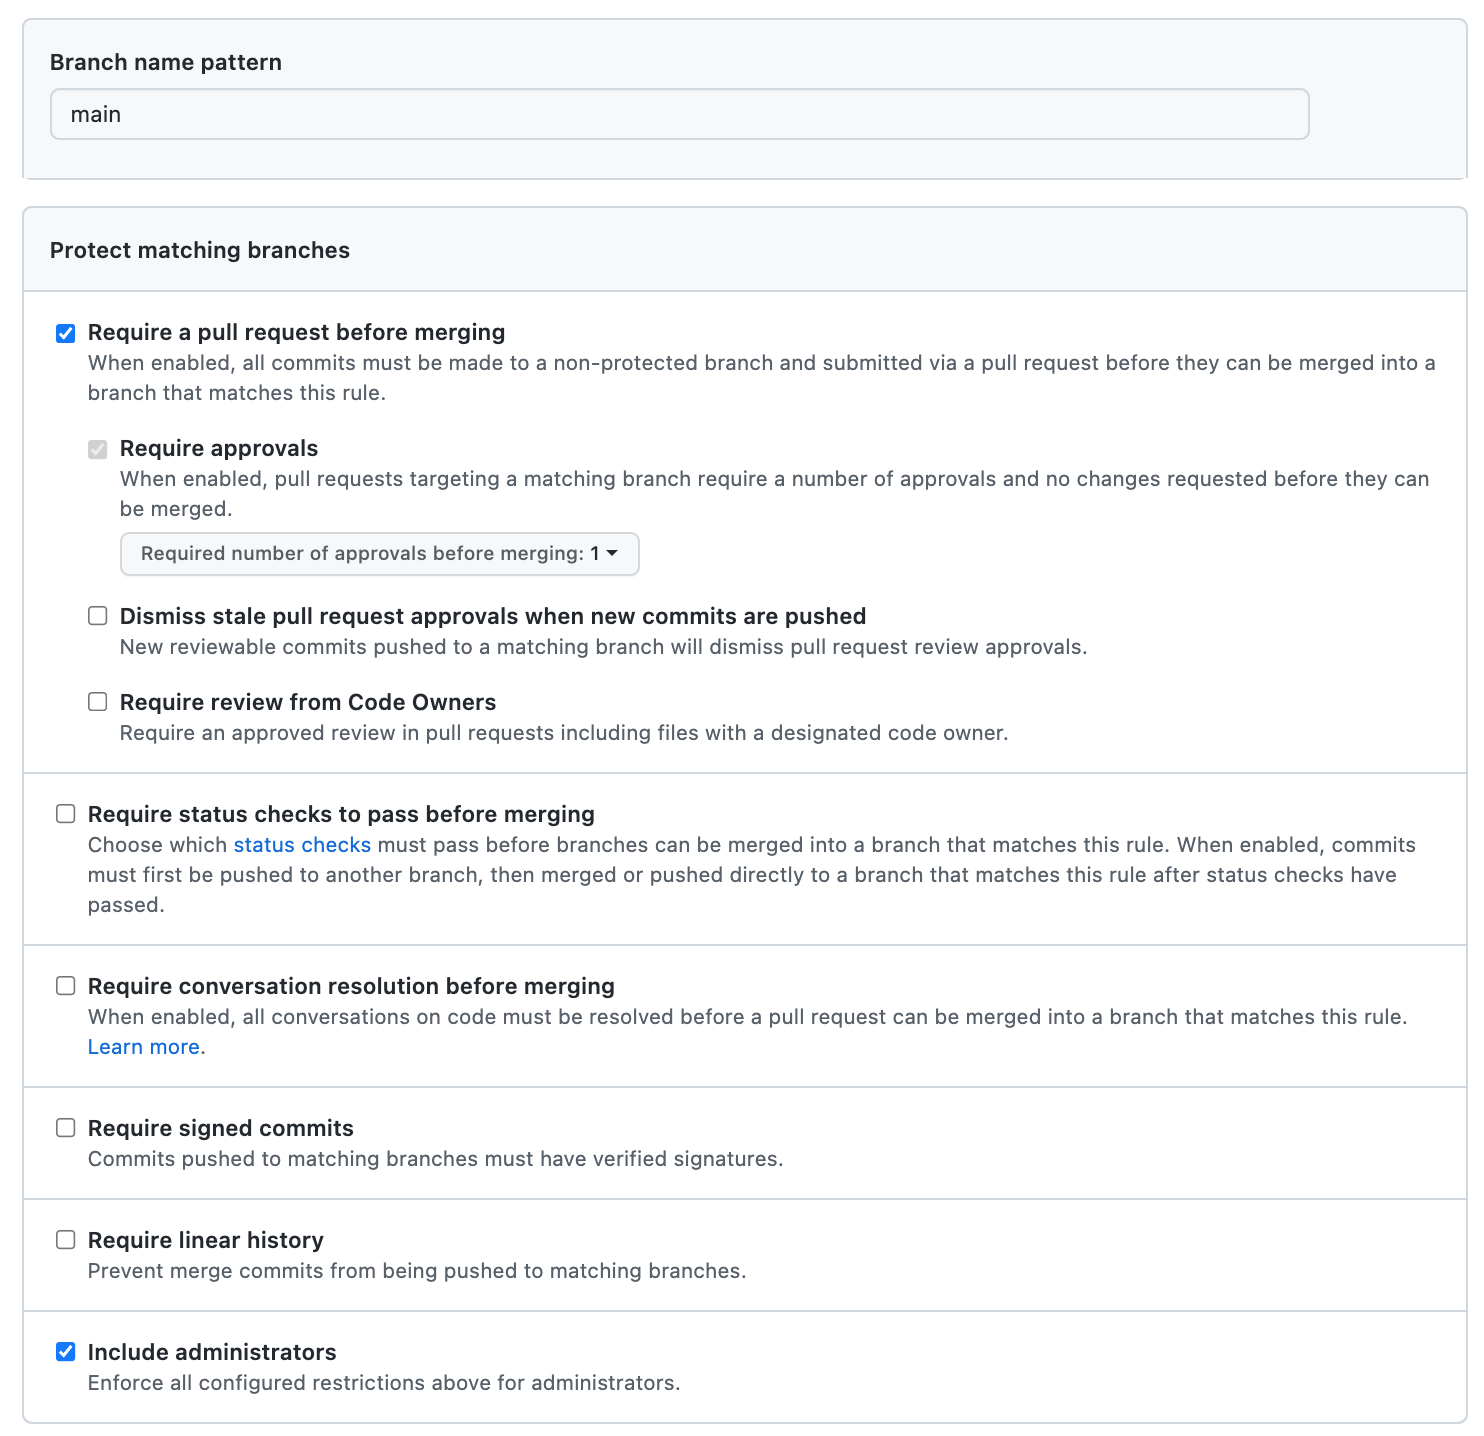 Branch name pattern
main
Protect matching branches
Require a pull request before merging
When enabled, all commits must be made to a non-protected branch and submitted via a pull request before they can be merged into a
branch that matches this rule.
Require approvals
When enabled, pull requests targeting a matching branch require a number of approvals and no changes requested before they can
be merged.
Required number of approvals before merging: 1
Dismiss stale pull request approvals when new commits are pushed
New reviewable commits pushed to a matching branch will dismiss pull request review approvals.
Require review from Code Owners
Require an approved review in pull requests including files with a designated code owner.
Require status checks to pass before merging
Choose which status checks must pass before branches can be merged into a branch that matches this rule. When enabled, commits
must first be pushed to another branch, then merged or pushed directly to a branch that matches this rule after status checks have
passed.
Require conversation resolution before merging
When enabled, all conversations on code must be resolved before a pull request can be merged into a branch that matches this rule.
Learn more.
Require signed commits
Commits pushed to matching branches must have verified signatures.
Require linear history
Prevent merge commits from being pushed to matching branches.
Include administrators
Enforce all configured restrictions above for administrators.